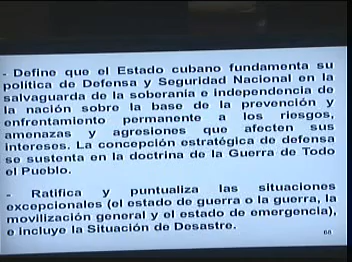 - Define que el Estado cubano fundamenta su
política de Defensa y Seguridad Nacional en la
salvaguarda de la soberanía e independencia de
la nación sobre la base de la prevención y
enfrentamiento permanente a los riesgos,
amenazas y agresiones que afecten sus
intereses. La concepción estratégica de defensa
se sustenta en la doctrina de la Guerra de Todo
el Pueblo.
- Ratifica y puntualiza las situaciones
excepcionales (el estado de guerra o la guerra, la
movilización general y el estado de emergencia),
e incluye la Situación de Desastre.